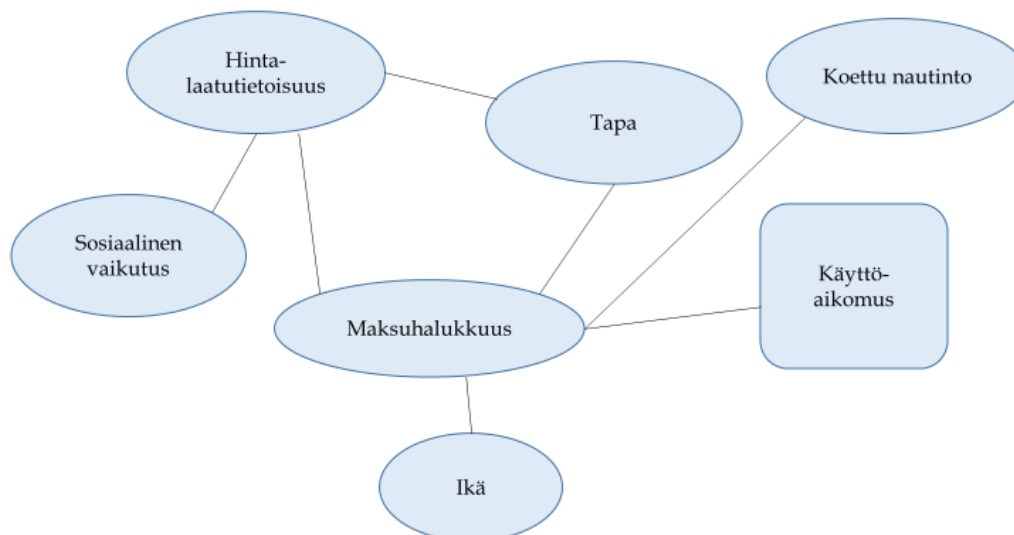 Hinta-
laatutietoisuus
Koettu nautinto
Tapa
Sosiaalinen
vaikutus
Käyttö-
aikomus
Maksuhalukkuus
Ikä